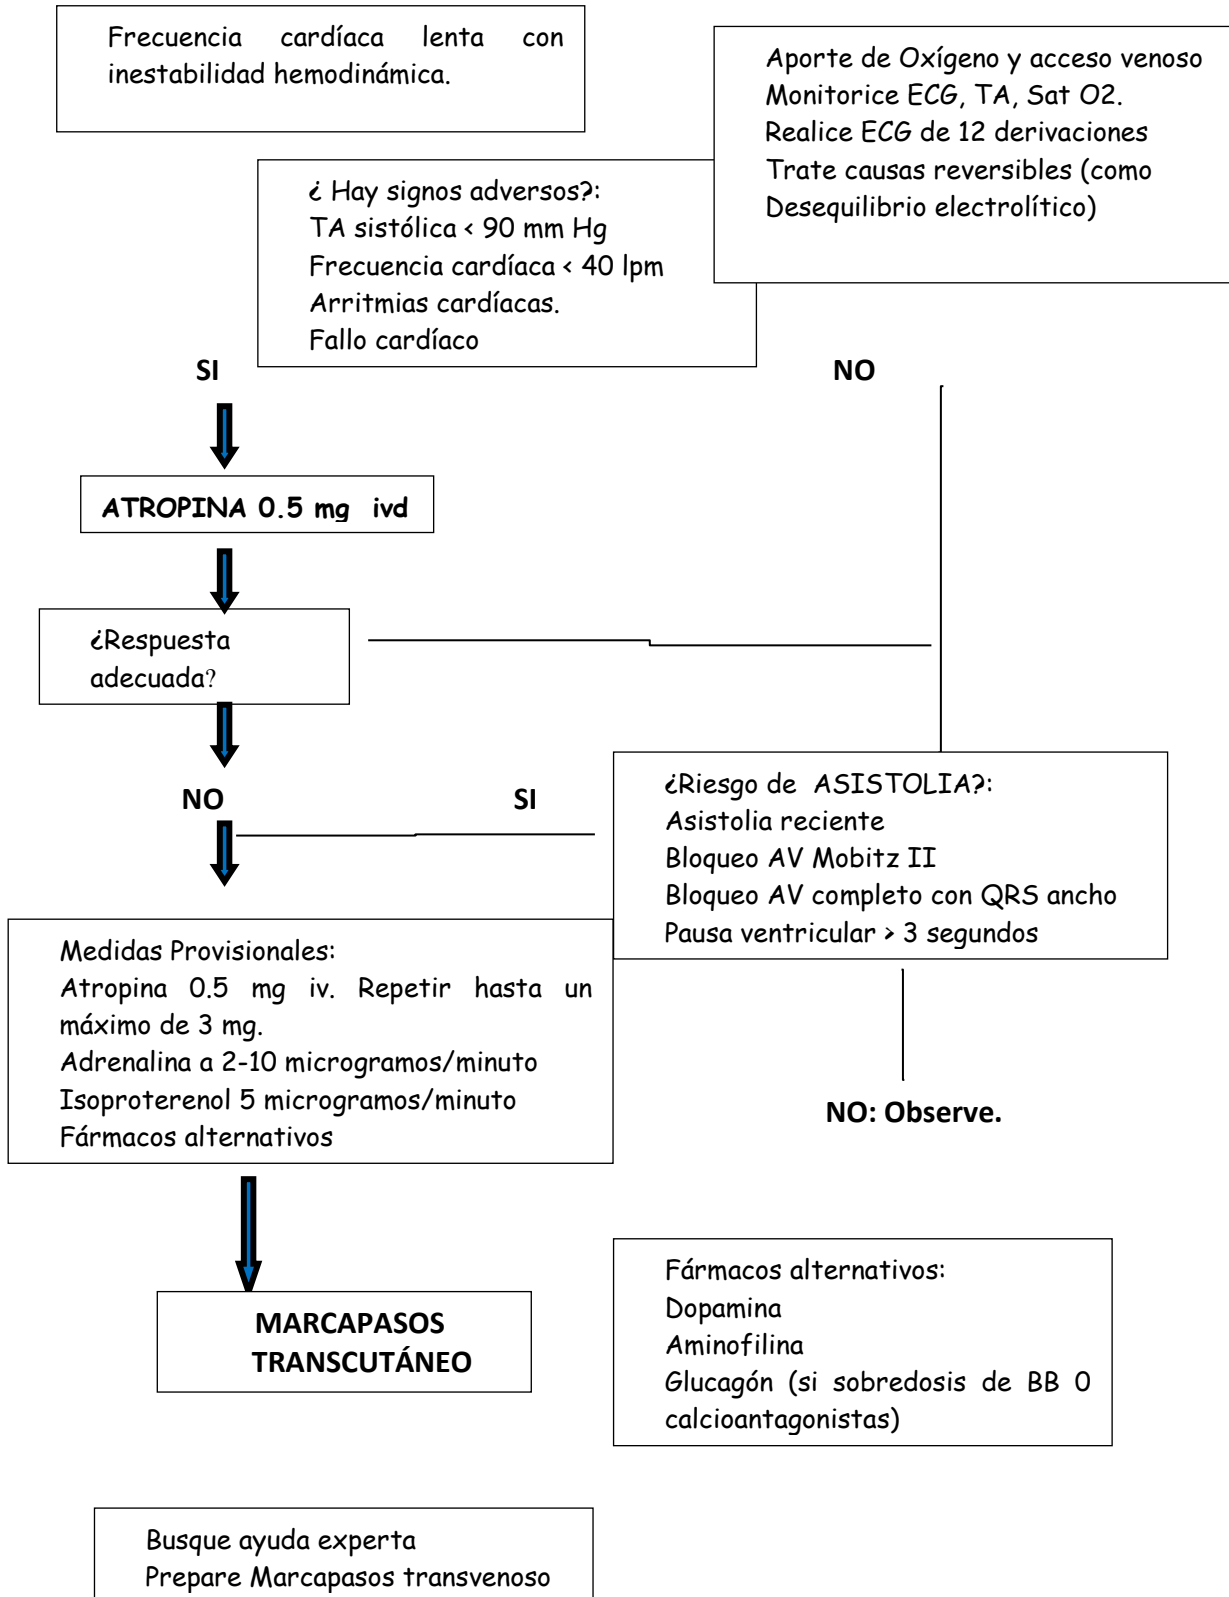 Frecuencia cardíaca lenta con
inestabilidad hemodinámica.
Aporte de Oxígeno y acceso venoso
Monitorice ECG, TA, Sat O2.
Realice ECG de 12 derivaciones
Trate causas reversibles (como
Desequilibrio electrolítico)
¿ Hay signos adversos?:
TA sistólica < 90 mm Hg
Frecuencia cardíaca < 40 lpm
Arritmias cardíacas.
Fallo cardíaco
SI
NO
ATROPINA 0.5 mg ivd
¿Respuesta
adecuada?
NO
SI
¿Riesgo de ASISTOLIA?:
Asistolia reciente
Bloqueo AV Mobitz II
Bloqueo AV completo con QRS ancho
Pausa ventricular > 3 segundos
Medidas Provisionales:
Atropina 0.5 mg iv. Repetir hasta un
máximo de 3 mg.
Adrenalina a 2-10 microgramos/minuto
Isoproterenol 5 microgramos/minuto
Fármacos alternativos
NO: Observe.
MARCAPASOS
TRANSCUTÁNEO
Fármacos alternativos:
Dopamina
Aminofilina
Glucagón (si sobredosis de BB 0
calcioantagonistas)
Busque ayuda experta
Prepare Marcapasos transvenoso